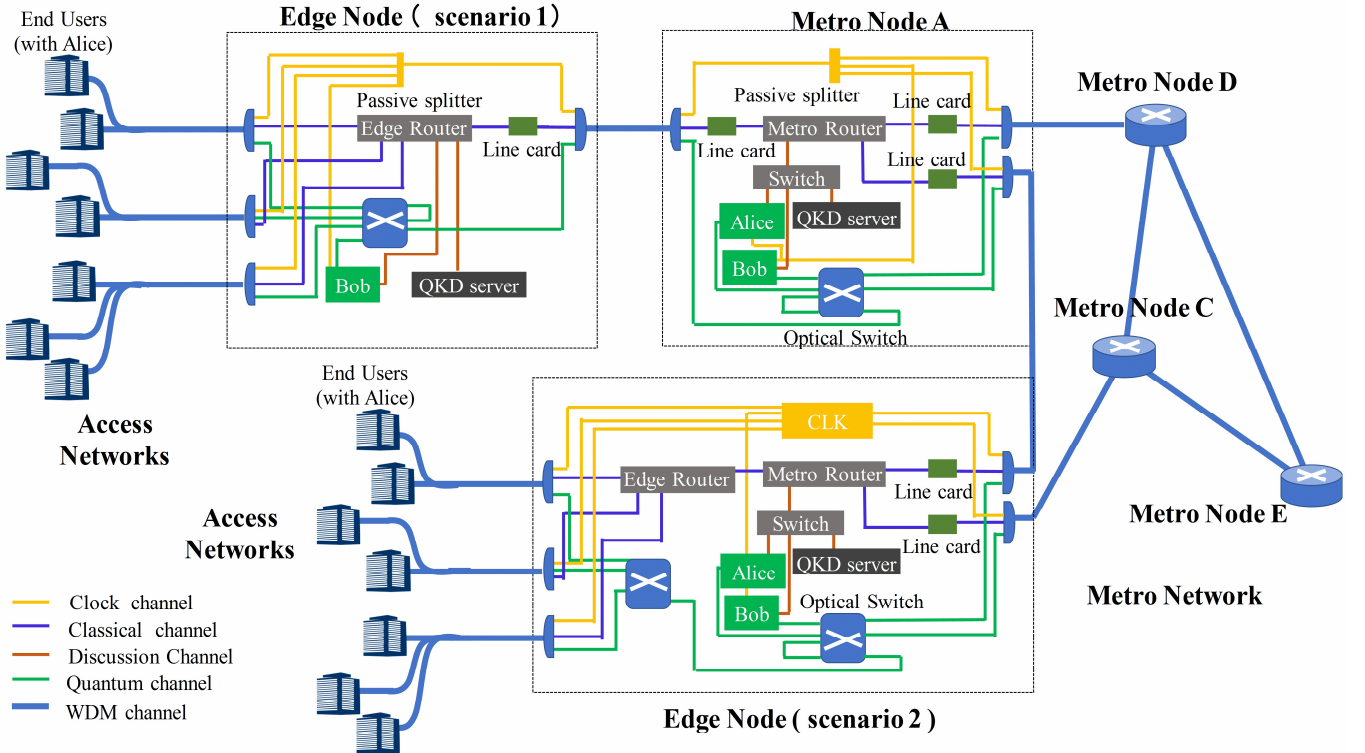 End Users
(with Alice)
Edge Node ( scenario 1)
Metro Node A
Passive splitter
Edge Router
Line card
Bob
QKD server
Passive splitter
Line card
Metro Router
Line card
Line card
Switch
Alice
QKD server
Bob
Optical Switch
Metro Node D
Metro Node C
Metro Node E
Metro Network
Access
Networks
End Users
(with Alice)
Access
Networks
CLK
Edge Router
Metro Router
Line card
Line card
Switch
Alice
QKD server
Bob
Optical Switch
Edge Node ( scenario 2 )
Clock channel
Classical channel
Discussion Channel
Quantum channel
WDM channel